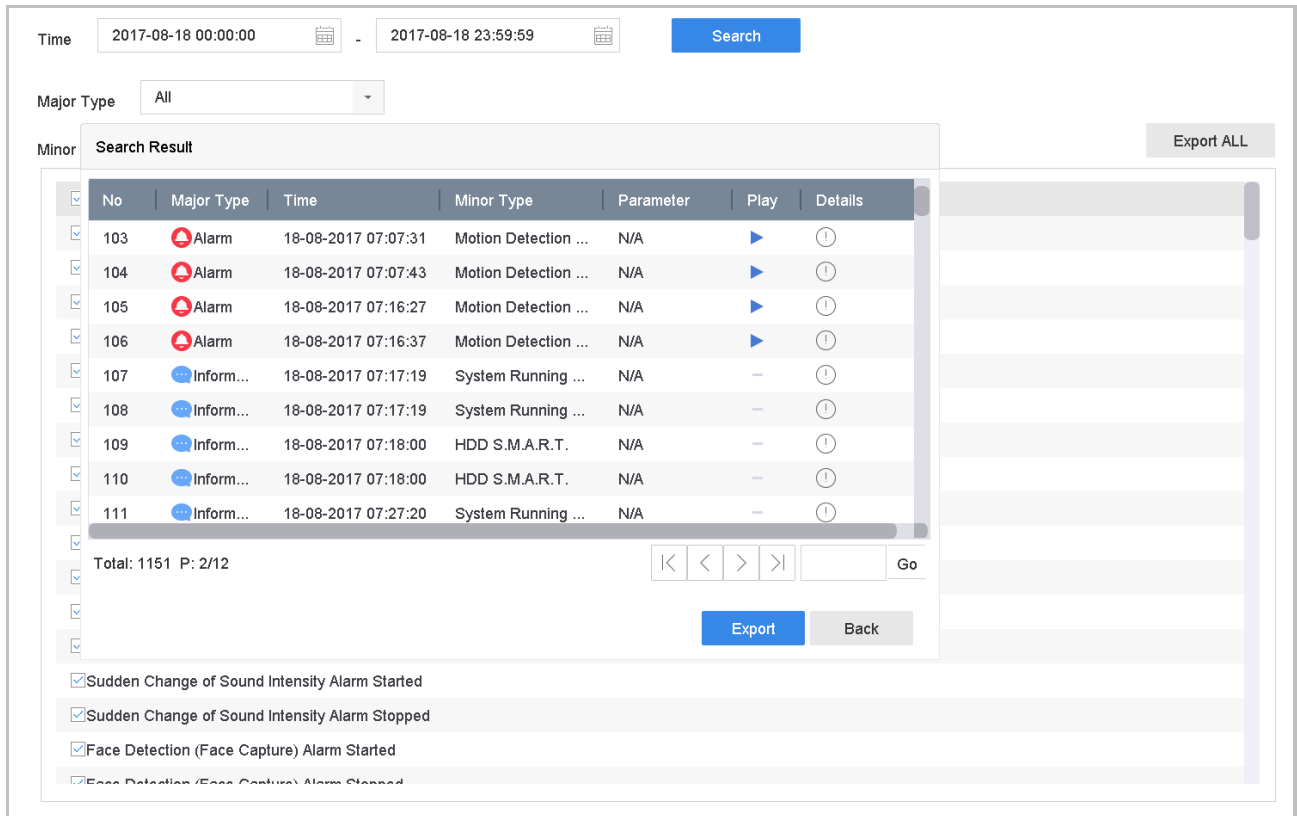 Time 2017-08-18 00:00:00 - 2017-08-18 23:59:59 Search
Major Type All
Minor
Export ALL
Search Result
No Major Type Time Minor Type Parameter Play Details
103 Alarm 18-08-2017 07:07:31 Motion Detection ... N/A
104 Alarm 18-08-2017 07:07:43 Motion Detection ... N/A
105 Alarm 18-08-2017 07:16:27 Motion Detection ... N/A
106 Alarm 18-08-2017 07:16:37 Motion Detection ... N/A
107 Inform... 18-08-2017 07:17:19 System Running ... N/A
108 Inform... 18-08-2017 07:17:19 System Running ... N/A
109 Inform... 18-08-2017 07:18:00 HDD S.M.A.R.T. N/A
110 Inform... 18-08-2017 07:18:00 HDD S.M.A.R.T. N/A
111 Inform... 18-08-2017 07:27:20 System Running ... N/A
Total: 1151 P: 2/12 Go
Export Back
Sudden Change of Sound Intensity Alarm Started
Sudden Change of Sound Intensity Alarm Stopped
Face Detection (Face Capture) Alarm Started
Face Detection (Face Capture) Alarm Stopped